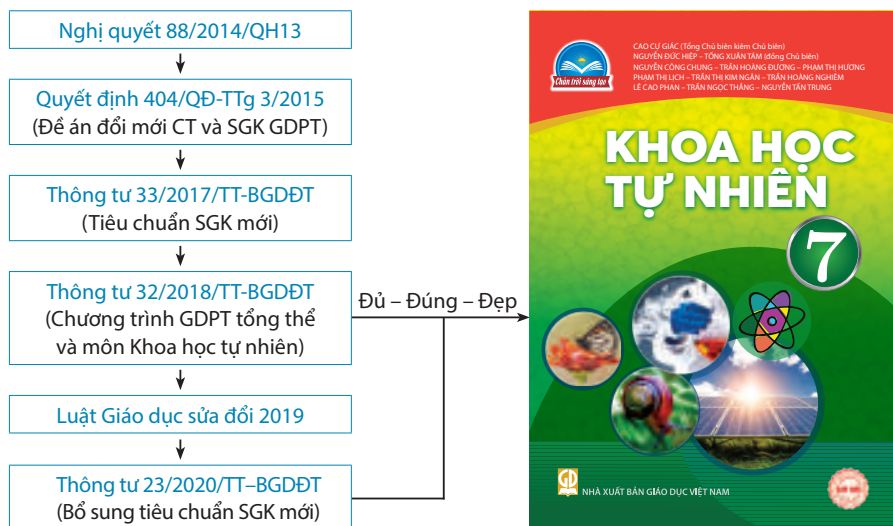 Nghị quyết 88/2014/QH13
Quyết định 404/QĐ-TTg 3/2015
(Đề án đổi mới CT và SGK GDPT)
Thông tư 33/2017/TT-BGDĐT
(Tiêu chuẩn SGK mới)
Thông tư 32/2018/TT-BGDĐT
(Chương trình GDPT tổng thể
và môn Khoa học tự nhiên)
Luật Giáo dục sửa đổi 2019
Thông tư 23/2020/TT–BGDĐT
(Bổ sung tiêu chuẩn SGK mới)
Đủ – Đúng – Đẹp
CAO CỰ GIÁC (Tổng Chủ biên kiêm Chủ biên)
NGUYỄN ĐỨC HIỆP – TỐNG XUÂN TÁM (đồng Chủ biên)
NGUYỄN CÔNG CHUNG – TRẦN HOÀNG ĐƯƠNG – PHẠM THỊ HƯƠNG
PHẠM THỊ LỊCH – TRẦN THỊ KIM NGÂN – TRẦN HOÀNG NGHIÊM
LÊ CAO PHAN – TRẦN NGỌC THẮNG – NGUYỄN TẤN TRUNG
Chân trời sáng tạo
KHOA HỌC
TỰ NHIÊN
7
GD
NHÀ XUẤT BẢN GIÁO DỤC VIỆT NAM